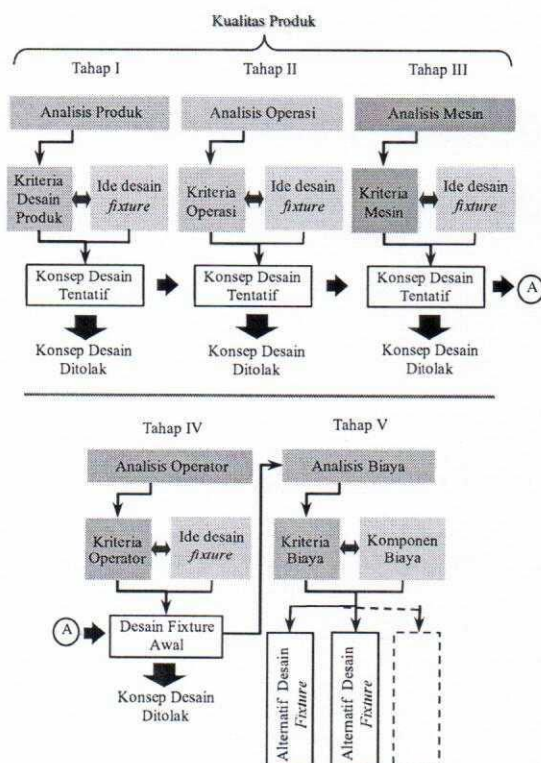 Kualitas Produk
Tahap I
Tahap II
Tahap III
Analisis Produk
Analisis Operasi
Analisis Mesin
Kriteria
Desain
Produk
Ide desain
fixture
Kriteria
Operasi
Ide desain
fixture
Kriteria
Mesin
Ide desain
fixture
Konsep Desain
Tentatif
Konsep Desain
Tentatif
Konsep Desain
Tentatif
A
Konsep Desain
Ditolak
Konsep Desain
Ditolak
Konsep Desain
Ditolak
Tahap IV
Tahap V
Analisis Operator
Analisis Biaya
Kriteria
Operator
Ide desain
fixture
Kriteria
Biaya
Komponen
Biaya
A
Desain Fixture
Awal
Konsep Desain
Ditolak
Alternatif Desain
Fixture
Alternatif Desain
Fixture